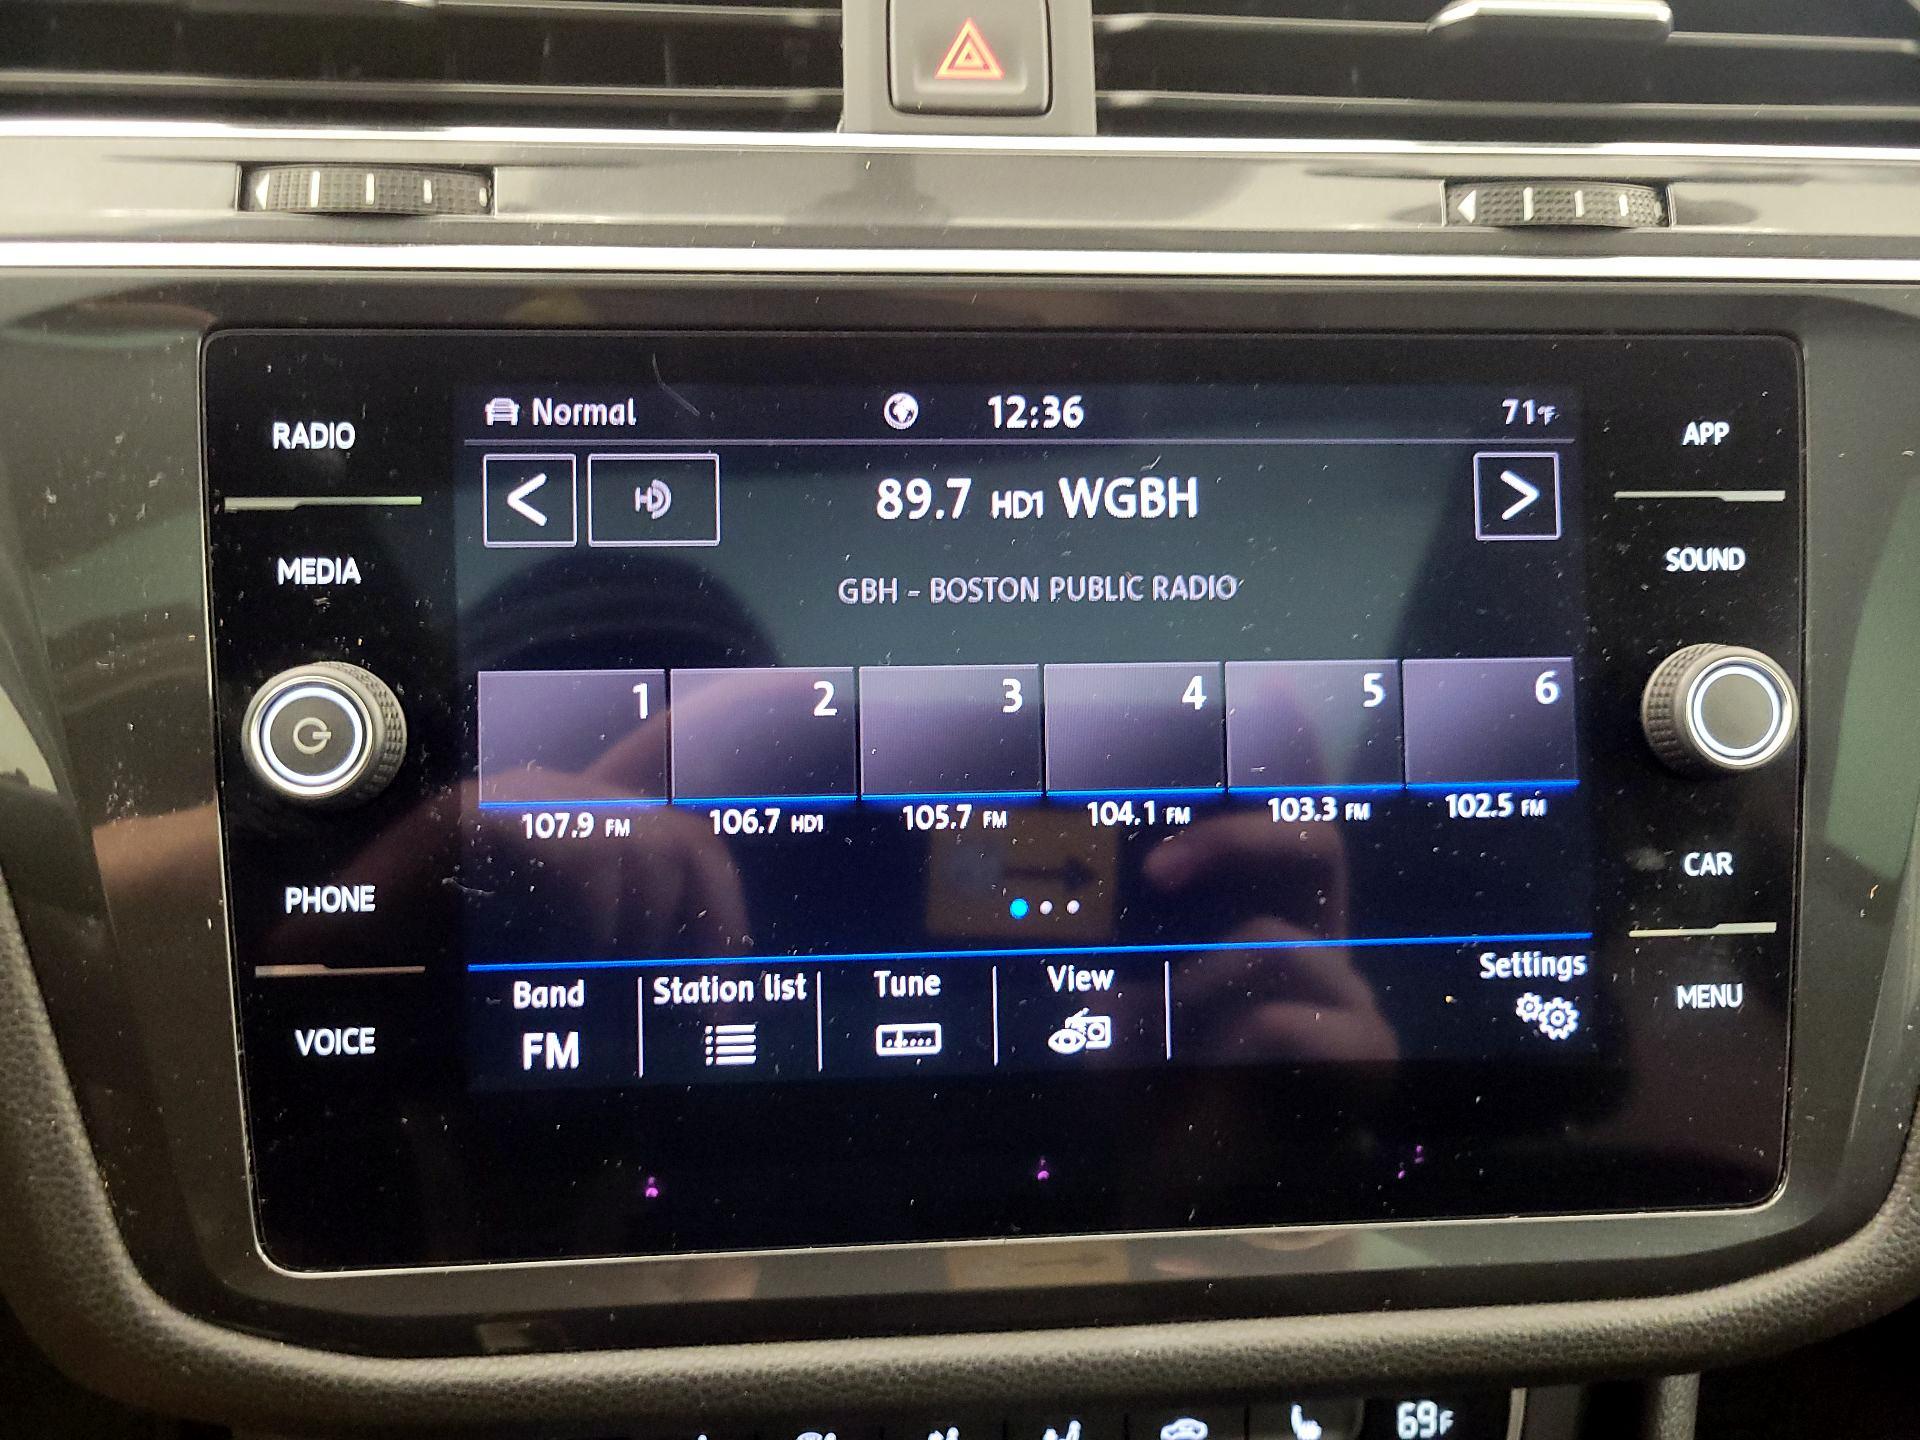 RADIO
MEDIA
PHONE
VOICE
Normal 12:36 71°F
HD 89.7 HD1 WGBH
GBH - BOSTON PUBLIC RADIO
1 2 3 4 5 6
107.9 FM 106.7 HD1 105.7 FM 104.1 FM 103.3 FM 102.5 FM
Band Station list Tune View Settings
FM
APP
SOUND
CAR
MENU
69°F